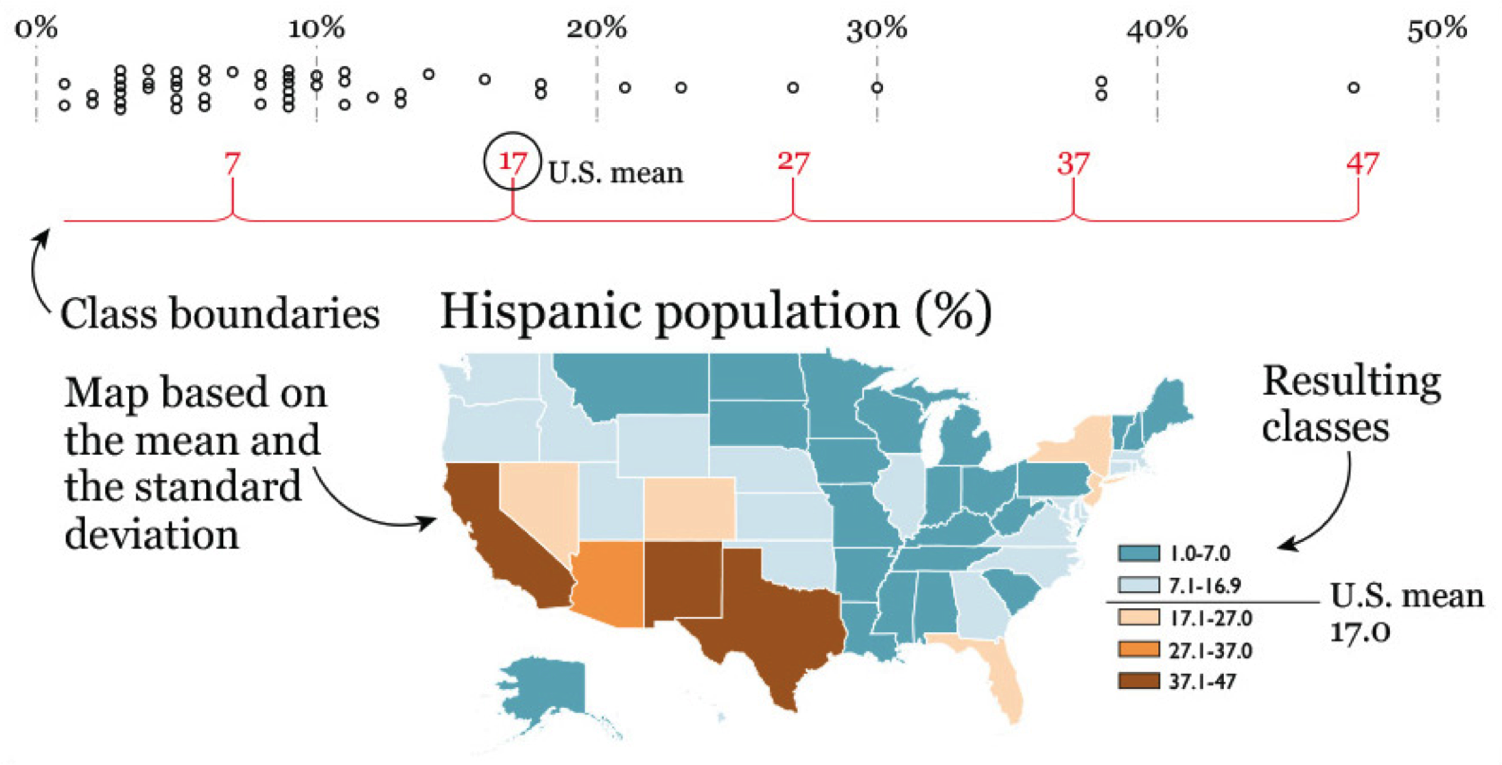 0% 10% 20% 30% 40% 50%
7 17 27 37 47
U.S. mean
Class boundaries
Hispanic population (%)
Map based on
the mean and
the standard
deviation
Resulting
classes
1.0-7.0
7.1-16.9
17.1-27.0
27.1-37.0
37.1-47
U.S. mean
17.0